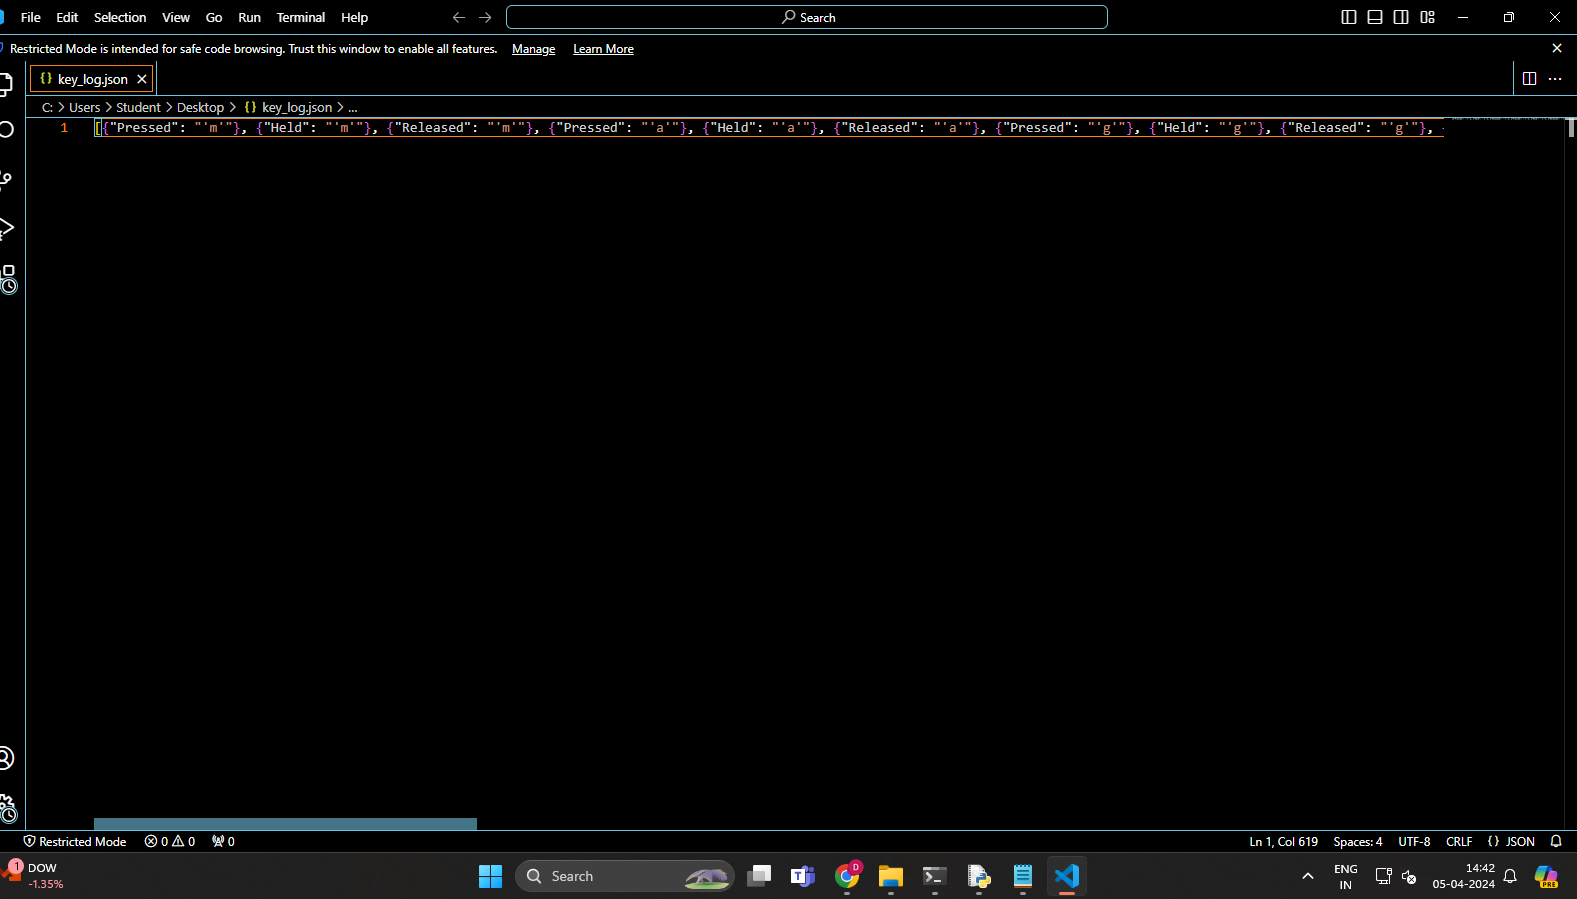 File Edit Selection View Go Run Terminal Help Search
Restricted Mode is intended for safe code browsing. Trust this window to enable all features. Manage Learn More
{} key_log.json
C: > Users > Student > Desktop > {} key_log.json > ...
1 [{"Pressed": "'m'"}, {"Held": "'m'"}, {"Released": "'m'"}, {"Pressed": "'a'"}, {"Held": "'a'"}, {"Released": "'a'"}, {"Pressed": "'g'"}, {"Held": "'g'"}, {"Released": "'g'"}, {
Restricted Mode 0 0 0 Ln 1, Col 619 Spaces: 4 UTF-8 CRLF {} JSON
1 DOW
-1.35%
Search
T
D
ENG
IN
14:42
05-04-2024
PRE